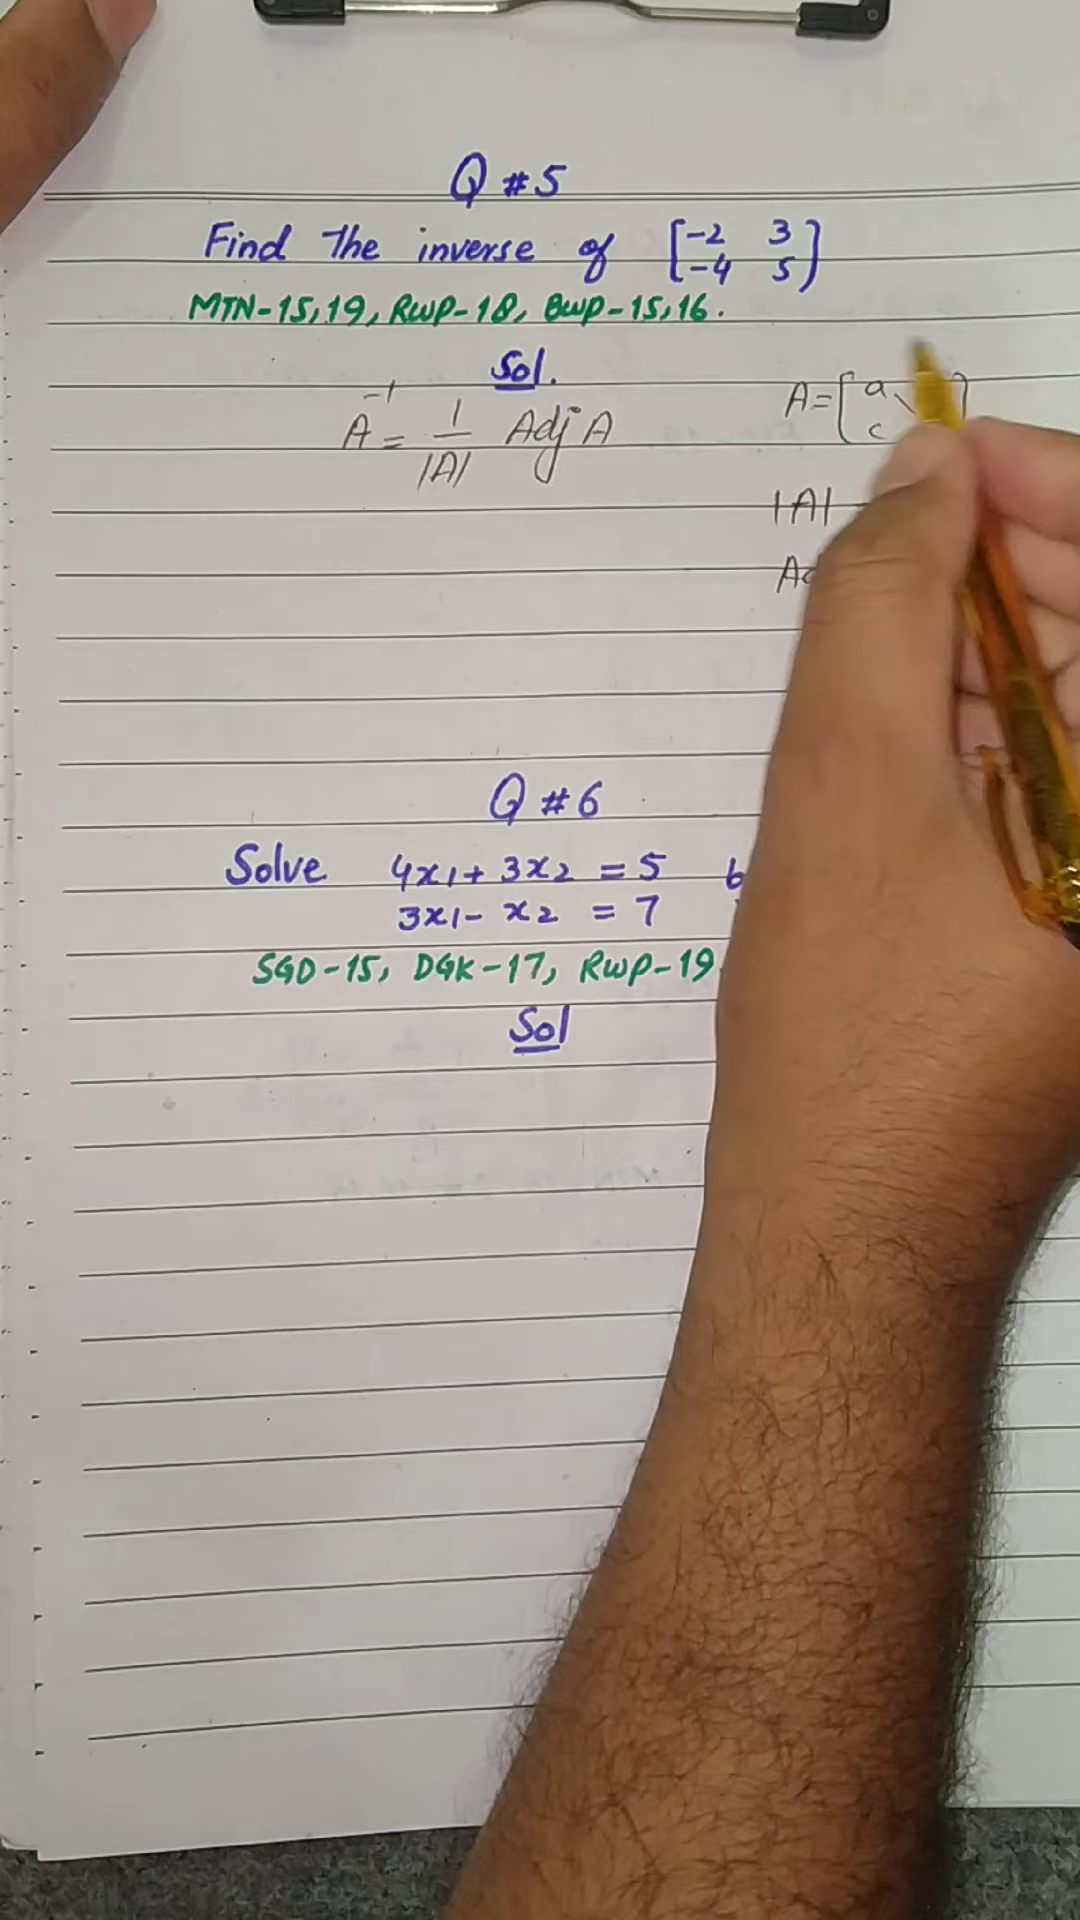 Q #5
Find The inverse of [-2 3
-4 5]
MTN-15,19, RWP-18, BWP-15,16.
Sol.
A⁻¹ = 1/|A| Adj A
A = [a
c ]
|A|
Q #6
Solve 4x1 + 3x2 = 5
3x1 - x2 = 7
SGD-15, DGK-17, RWP-19
Sol